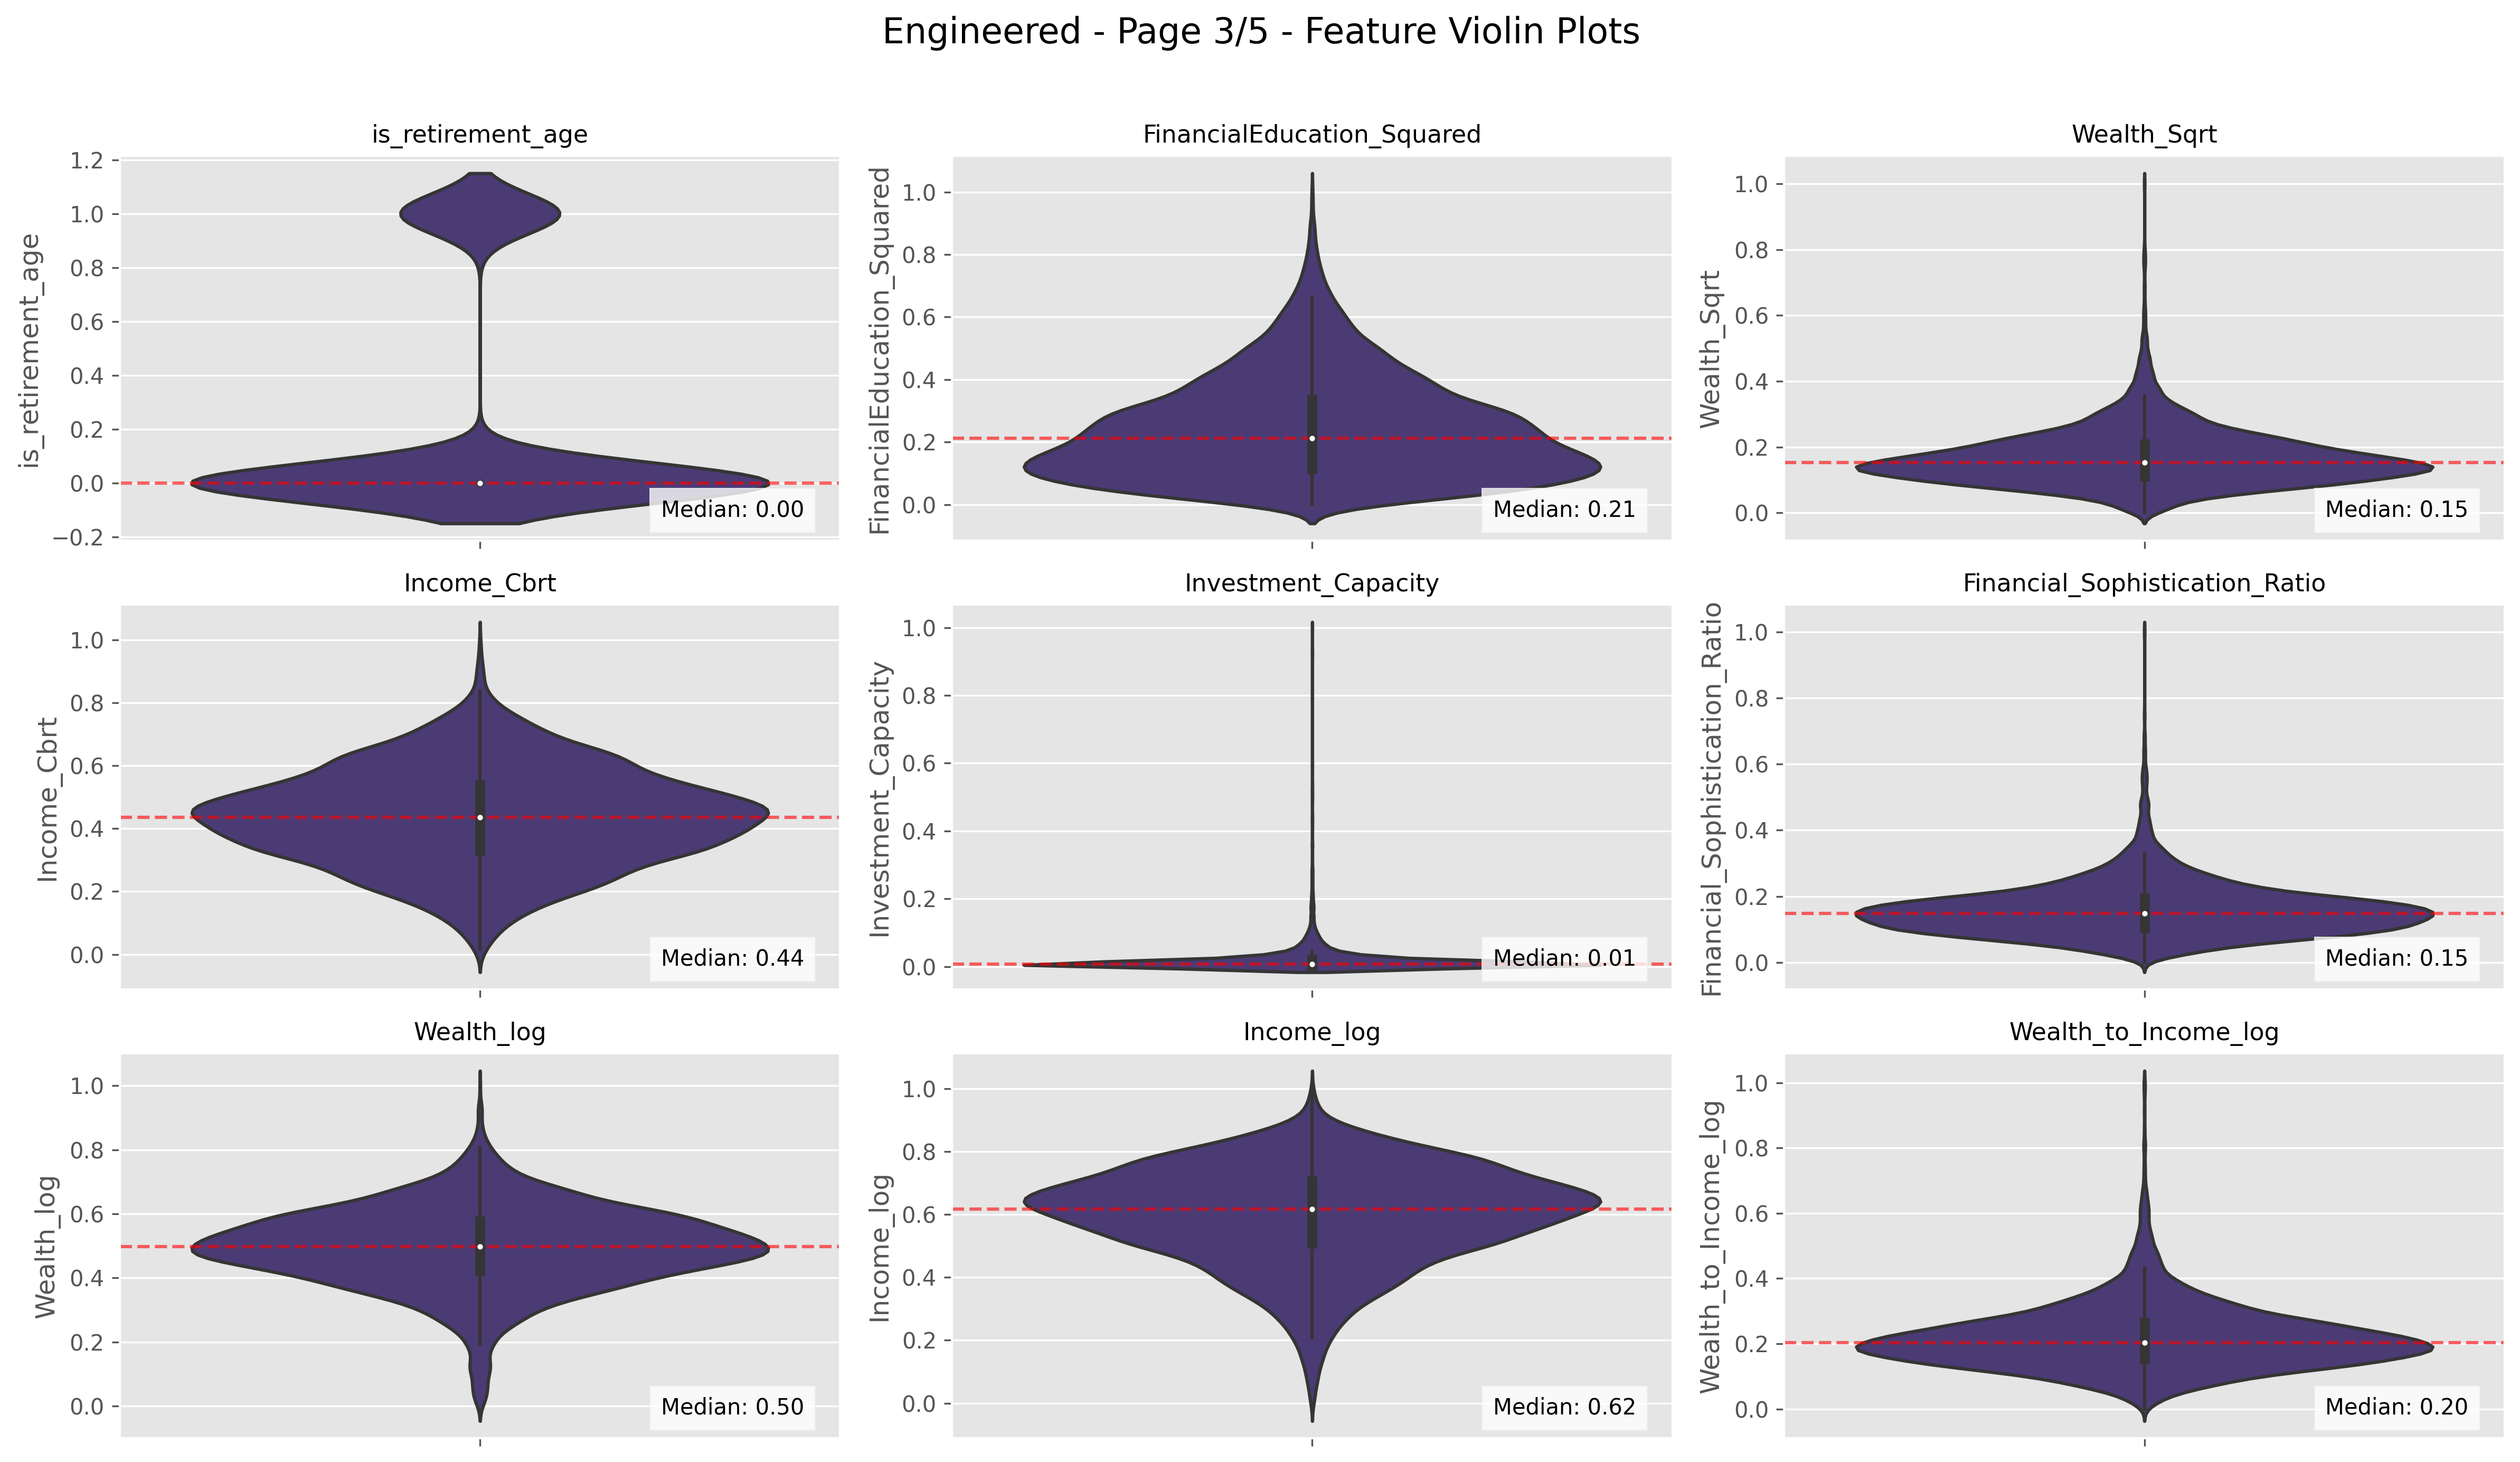 Engineered - Page 3/5 - Feature Violin Plots
is_retirement_age
is_retirement_age
1.2
1.0
0.8
0.6
0.4
0.2
0.0
−0.2
Median: 0.00
FinancialEducation_Squared
FinancialEducation_Squared
1.0
0.8
0.6
0.4
0.2
0.0
Median: 0.21
Wealth_Sqrt
Wealth_Sqrt
1.0
0.8
0.6
0.4
0.2
0.0
Median: 0.15
Income_Cbrt
Income_Cbrt
1.0
0.8
0.6
0.4
0.2
0.0
Median: 0.44
Investment_Capacity
Investment_Capacity
1.0
0.8
0.6
0.4
0.2
0.0
Median: 0.01
Financial_Sophistication_Ratio
Financial_Sophistication_Ratio
1.0
0.8
0.6
0.4
0.2
0.0
Median: 0.15
Wealth_log
Wealth_log
1.0
0.8
0.6
0.4
0.2
0.0
Median: 0.50
Income_log
Income_log
1.0
0.8
0.6
0.4
0.2
0.0
Median: 0.62
Wealth_to_Income_log
Wealth_to_Income_log
1.0
0.8
0.6
0.4
0.2
0.0
Median: 0.20